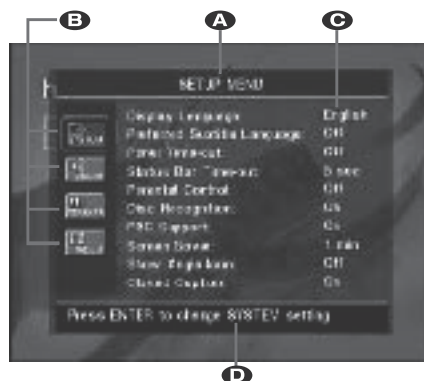 B A C
SETUP MENU
Display Language English
Preferred Subtitle Language Off
Panel Time-out Off
Status Bar Time-out 5 sec
Parental Control Off
Disc Recognition On
PBC Support On
Screen Saver 1 min
Show Angle Icon Off
Closed Caption On
Press ENTER to change SYSTEM setting
D